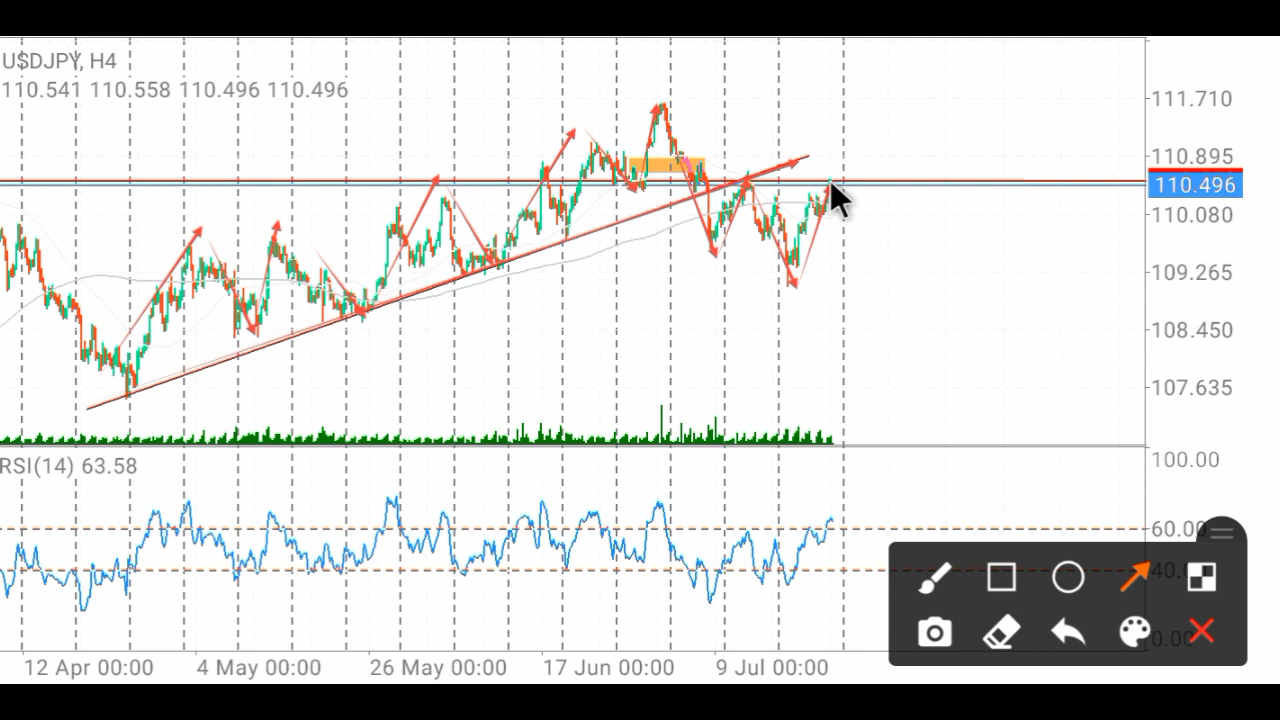 USDJPY, H4
110.541 110.558 110.496 110.496
111.710
110.895
110.496
110.080
109.265
108.450
107.635
RSI(14) 63.58
100.00
60.00
40.
0.00
12 Apr 00:00 4 May 00:00 26 May 00:00 17 Jun 00:00 9 Jul 00:00